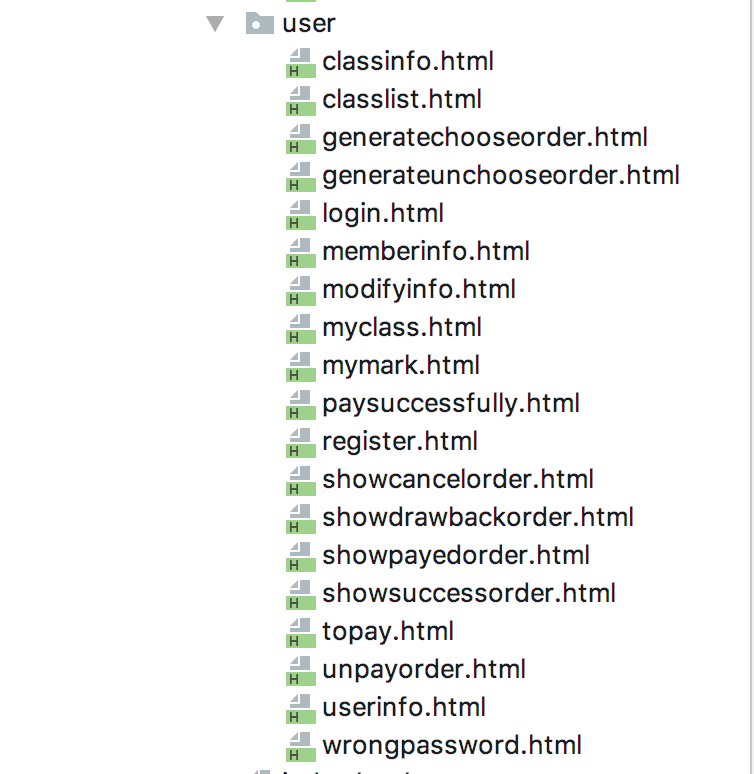 user
classinfo.html
classlist.html
generatechooseorder.html
generateunchooseorder.html
login.html
memberinfo.html
modifyinfo.html
myclass.html
mymark.html
paysuccessfully.html
register.html
showcancelorder.html
showdrawbackorder.html
showpayedorder.html
showsuccessorder.html
topay.html
unpayorder.html
userinfo.html
wrongpassword.html